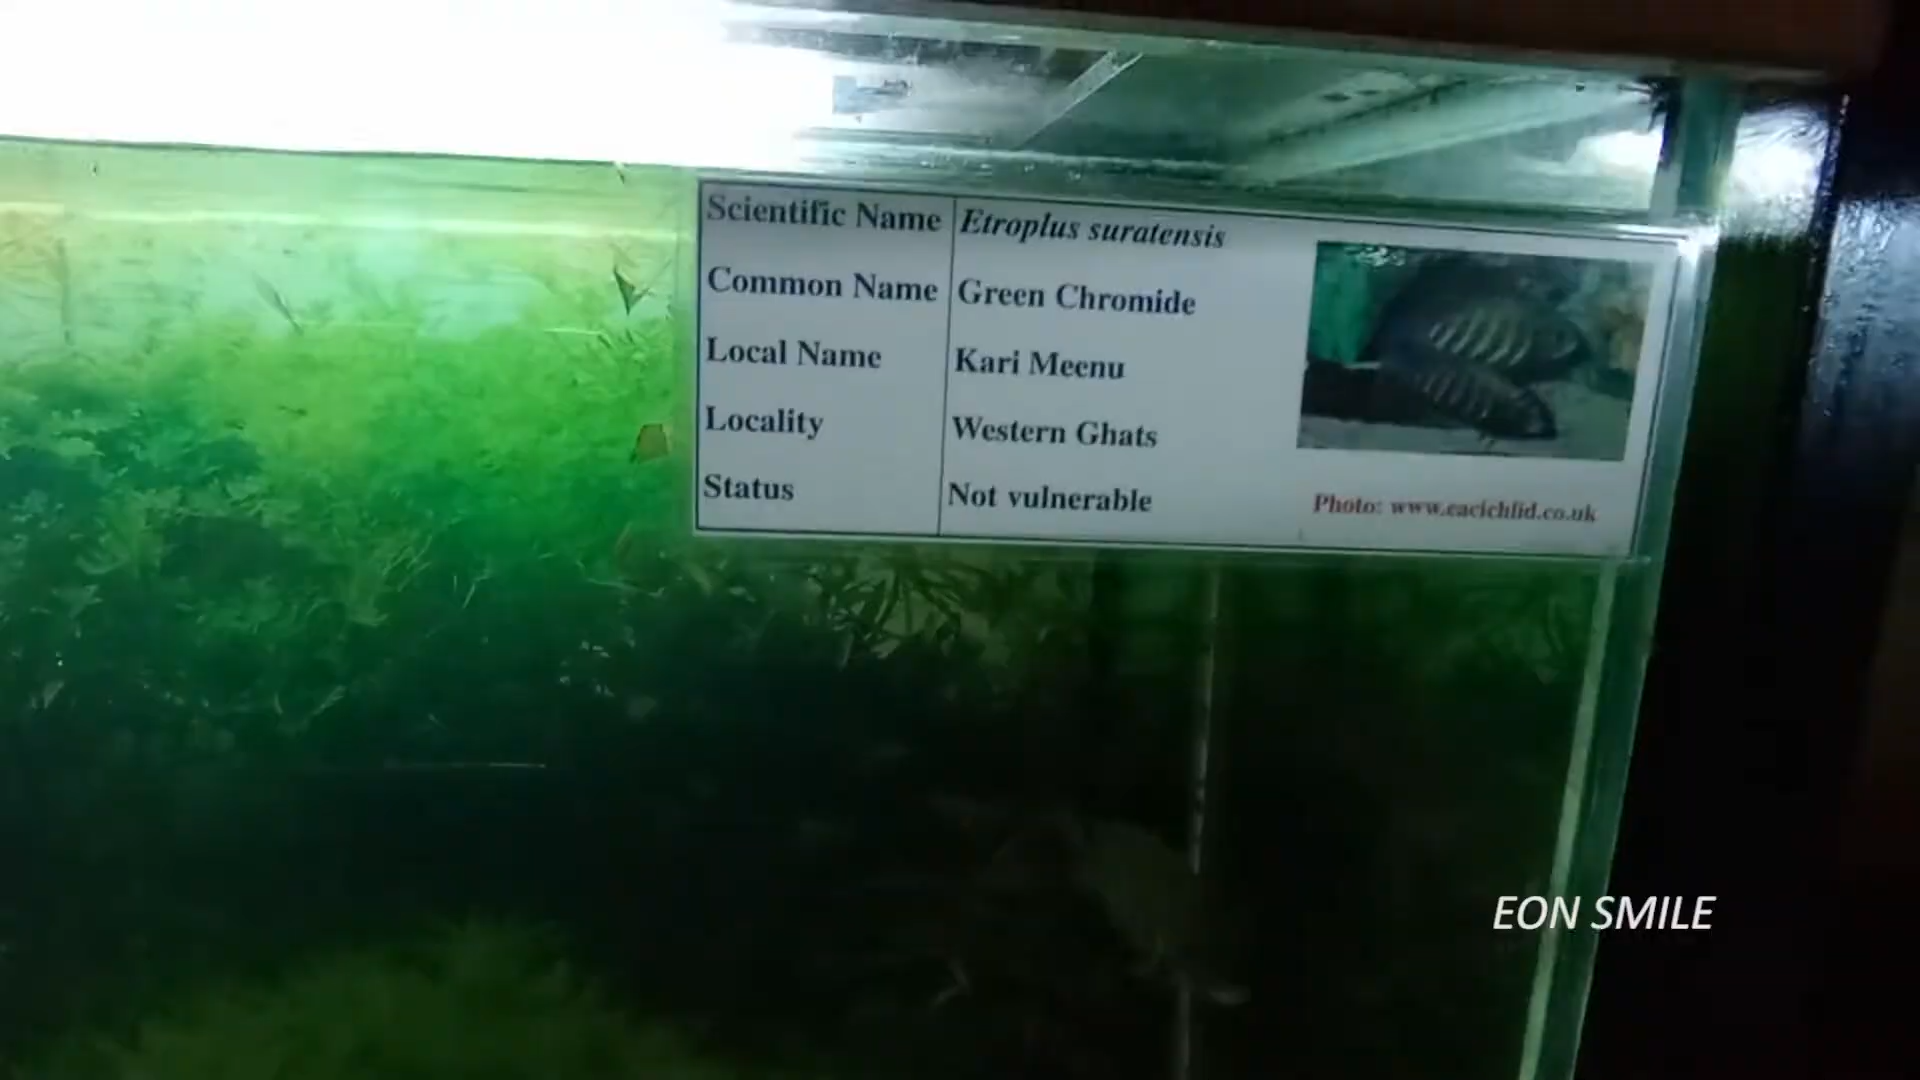 Scientific Name Etroplus suratensis
Common Name Green Chromide
Local Name Kari Meenu
Locality Western Ghats
Status Not vulnerable
Photo: www.eacichlid.co.uk
EON SMILE